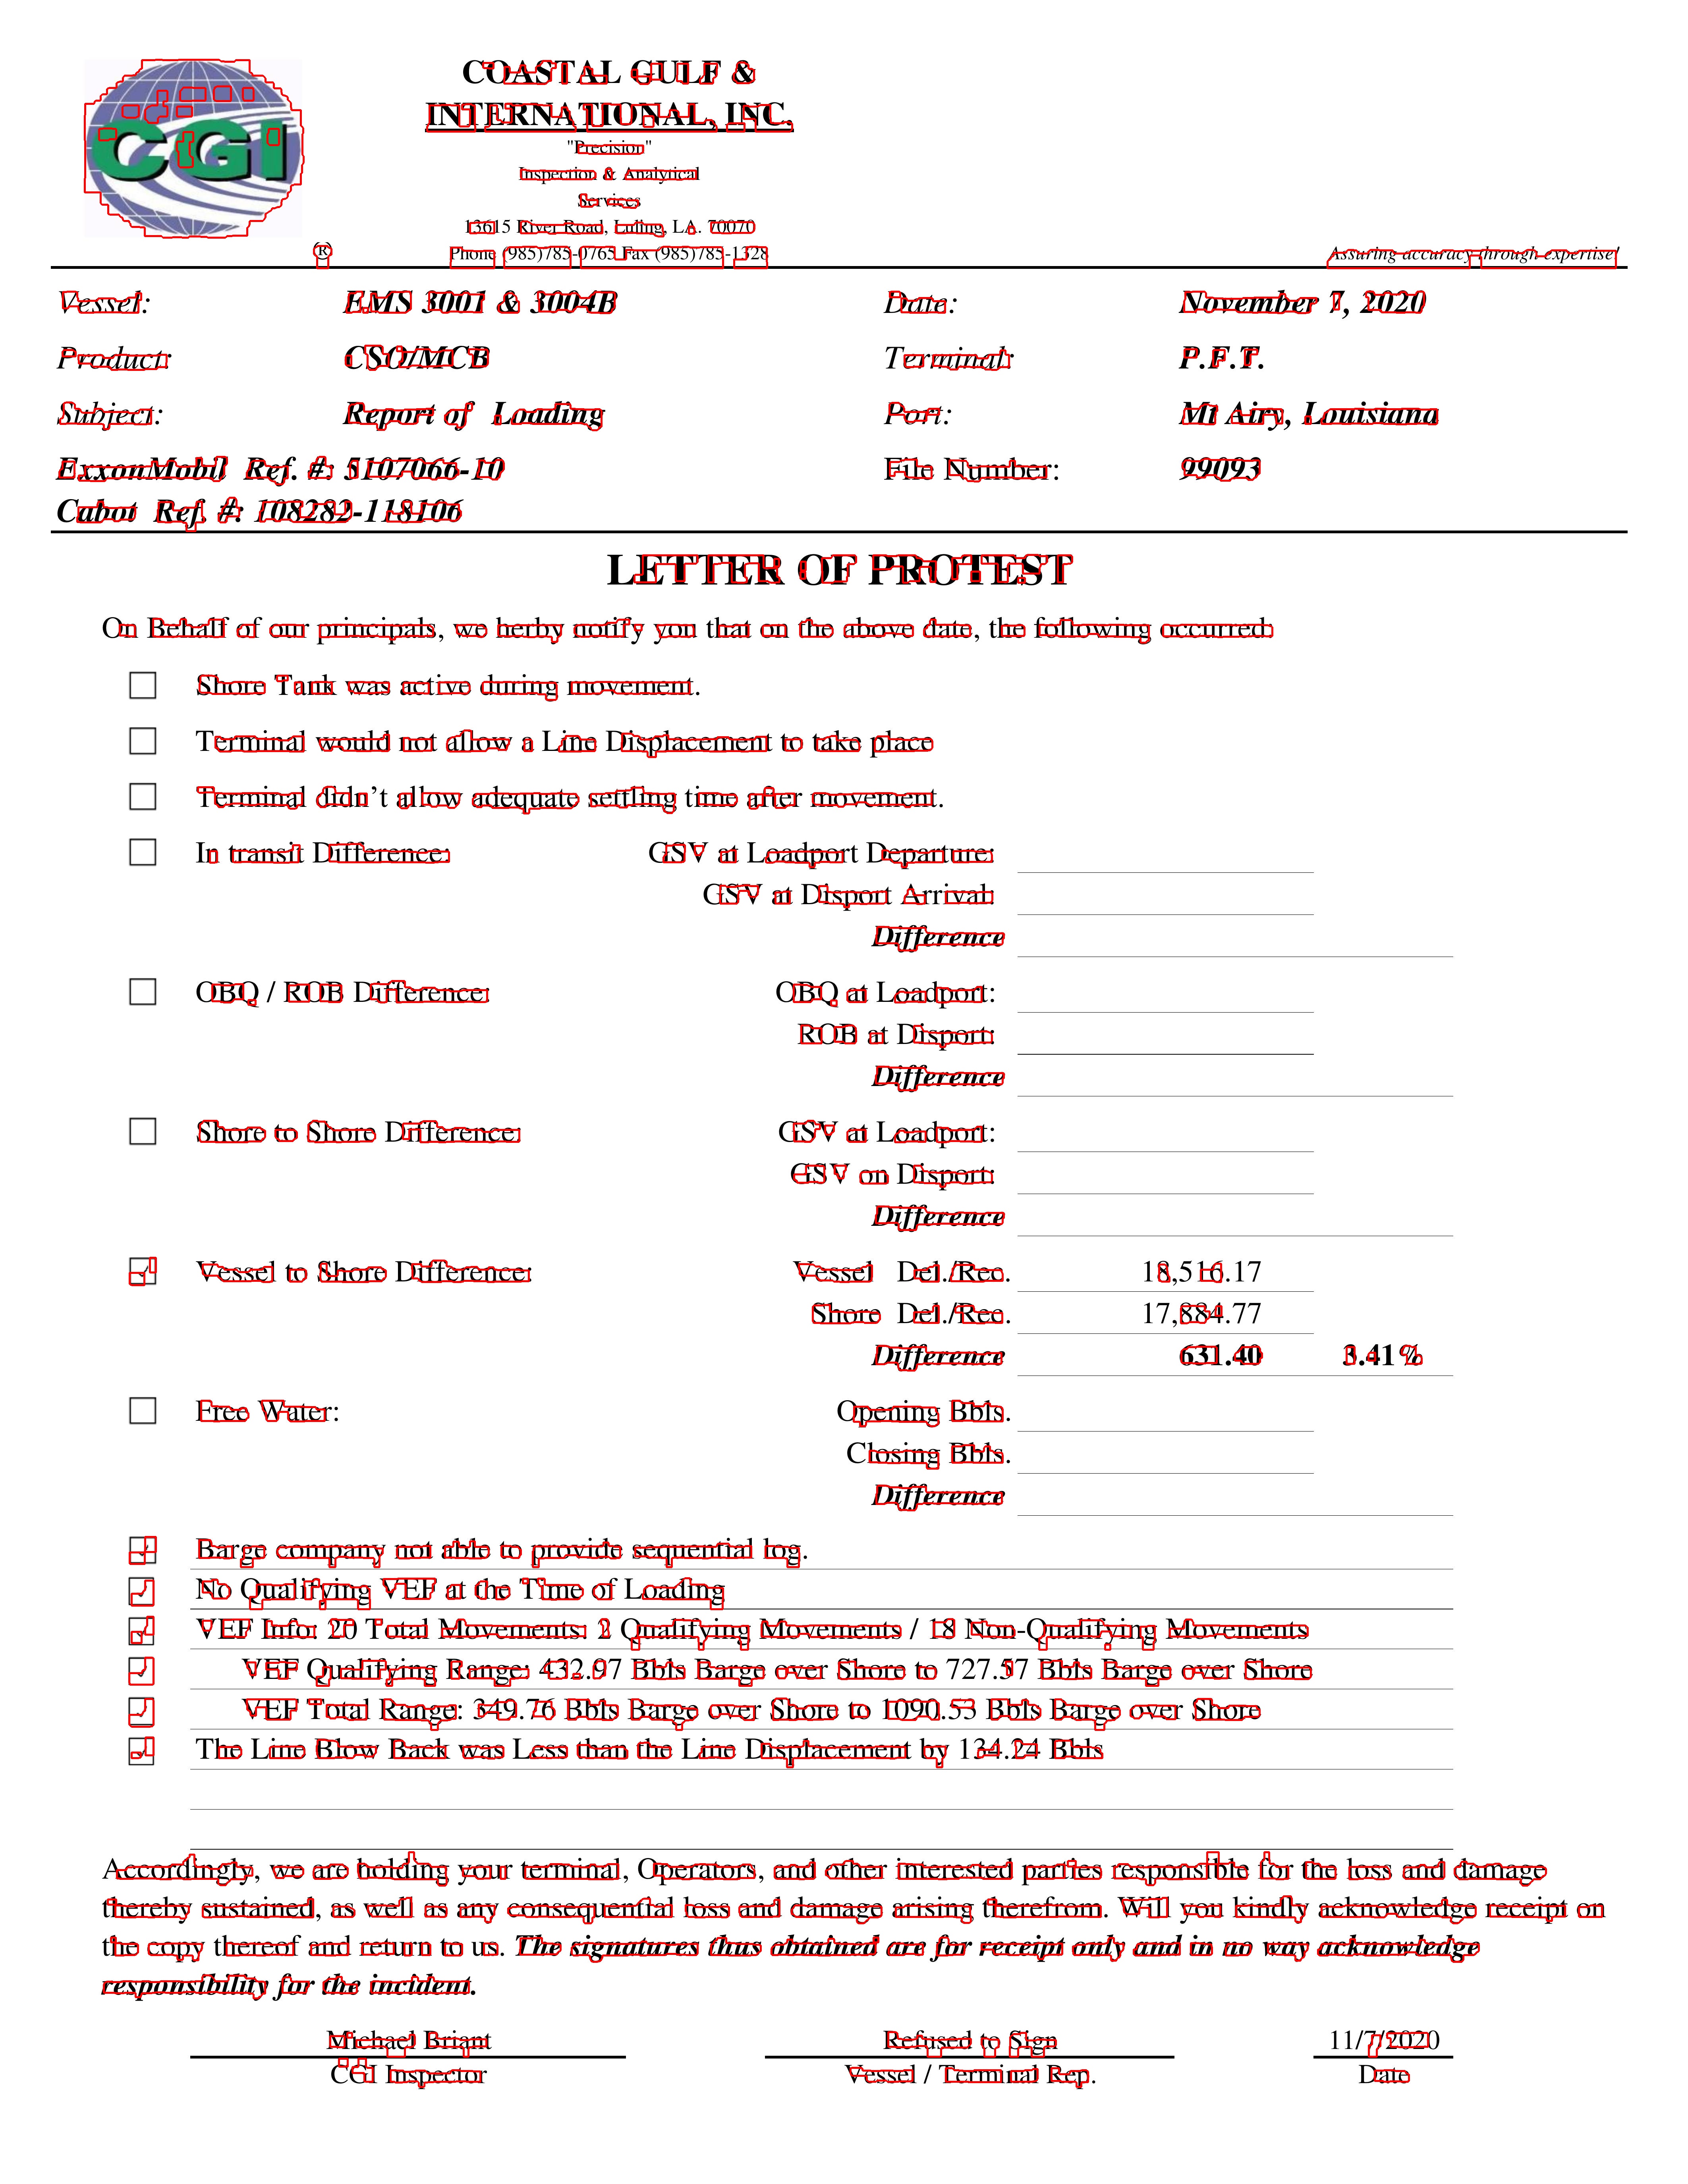 CGI
COASTAL GULF &
INTERNATIONAL, INC.
"Precision"
Inspection & Analytical
Services
13615 River Road, Luling, LA. 70070
® Phone (985)785-0765 Fax (985)785-1328 Assuring accuracy through expertise!
Vessel: EMS 3001 & 3004B Date: November 7, 2020
Product: CSO/MCB Terminal: P.F.T.
Subject: Report of Loading Port: Mt Airy, Louisiana
ExxonMobil Ref. #: 5107066-10 File Number: 99093
Cabot Ref. #: 108282-118106
LETTER OF PROTEST
On Behalf of our principals, we herby notify you that on the above date, the following occurred:
Shore Tank was active during movement.
Terminal would not allow a Line Displacement to take place
Terminal didn't allow adequate settling time after movement.
In transit Difference: GSV at Loadport Departure:
GSV at Disport Arrival:
Difference
OBQ / ROB Difference: OBQ at Loadport:
ROB at Disport:
Difference
Shore to Shore Difference: GSV at Loadport:
GSV on Disport:
Difference
Vessel to Shore Difference: Vessel Del./Rec. 18,516.17
Shore Del./Rec. 17,884.77
Difference 631.40 3.41%
Free Water: Opening Bbls.
Closing Bbls.
Difference
Barge company not able to provide sequential log.
No Qualifying VEF at the Time of Loading
VEF Info: 20 Total Movements: 2 Qualifying Movements / 18 Non-Qualifying Movements
VEF Qualifying Range: 432.97 Bbls Barge over Shore to 727.57 Bbls Barge over Shore
VEF Total Range: 349.76 Bbls Barge over Shore to 1090.53 Bbls Barge over Shore
The Line Blow Back was Less than the Line Displacement by 134.24 Bbls
Accordingly, we are holding your terminal, Operators, and other interested parties responsible for the loss and damage
thereby sustained, as well as any consequential loss and damage arising therefrom. Will you kindly acknowledge receipt on
the copy thereof and return to us. The signatures thus obtained are for receipt only and in no way acknowledge
responsibility for the incident.
Michael Briant Refused to Sign 11/7/2020
CGI Inspector Vessel / Terminal Rep. Date